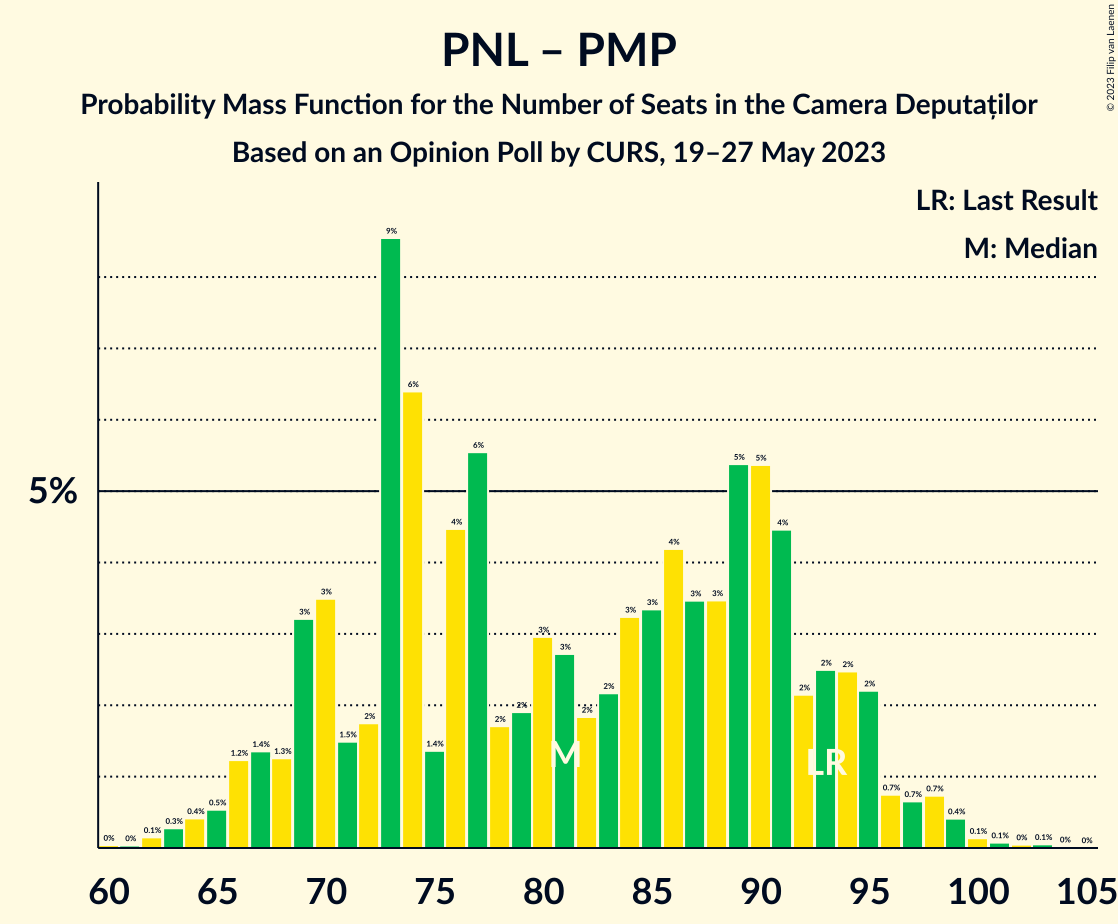 PNL – PMP
Probability Mass Function for the Number of Seats in the Camera Deputaților
Based on an Opinion Poll by CURS, 19–27 May 2023
© 2023 Filip van Laenen
LR: Last Result
M: Median
5%
0% 0% 0.1% 0.3% 0.4% 0.5% 1.2% 1.4% 1.3% 3% 3% 1.5% 2% 9% 6% 1.4% 4% 6% 2% 2% 3% 3% 2% 2% 3% 3% 4% 3% 3% 5% 5% 4% 2% 2% 2% 2% 0.7% 0.7% 0.7% 0.4% 0.1% 0.1% 0% 0.1% 0% 0%
M LR
60 65 70 75 80 85 90 95 100 105